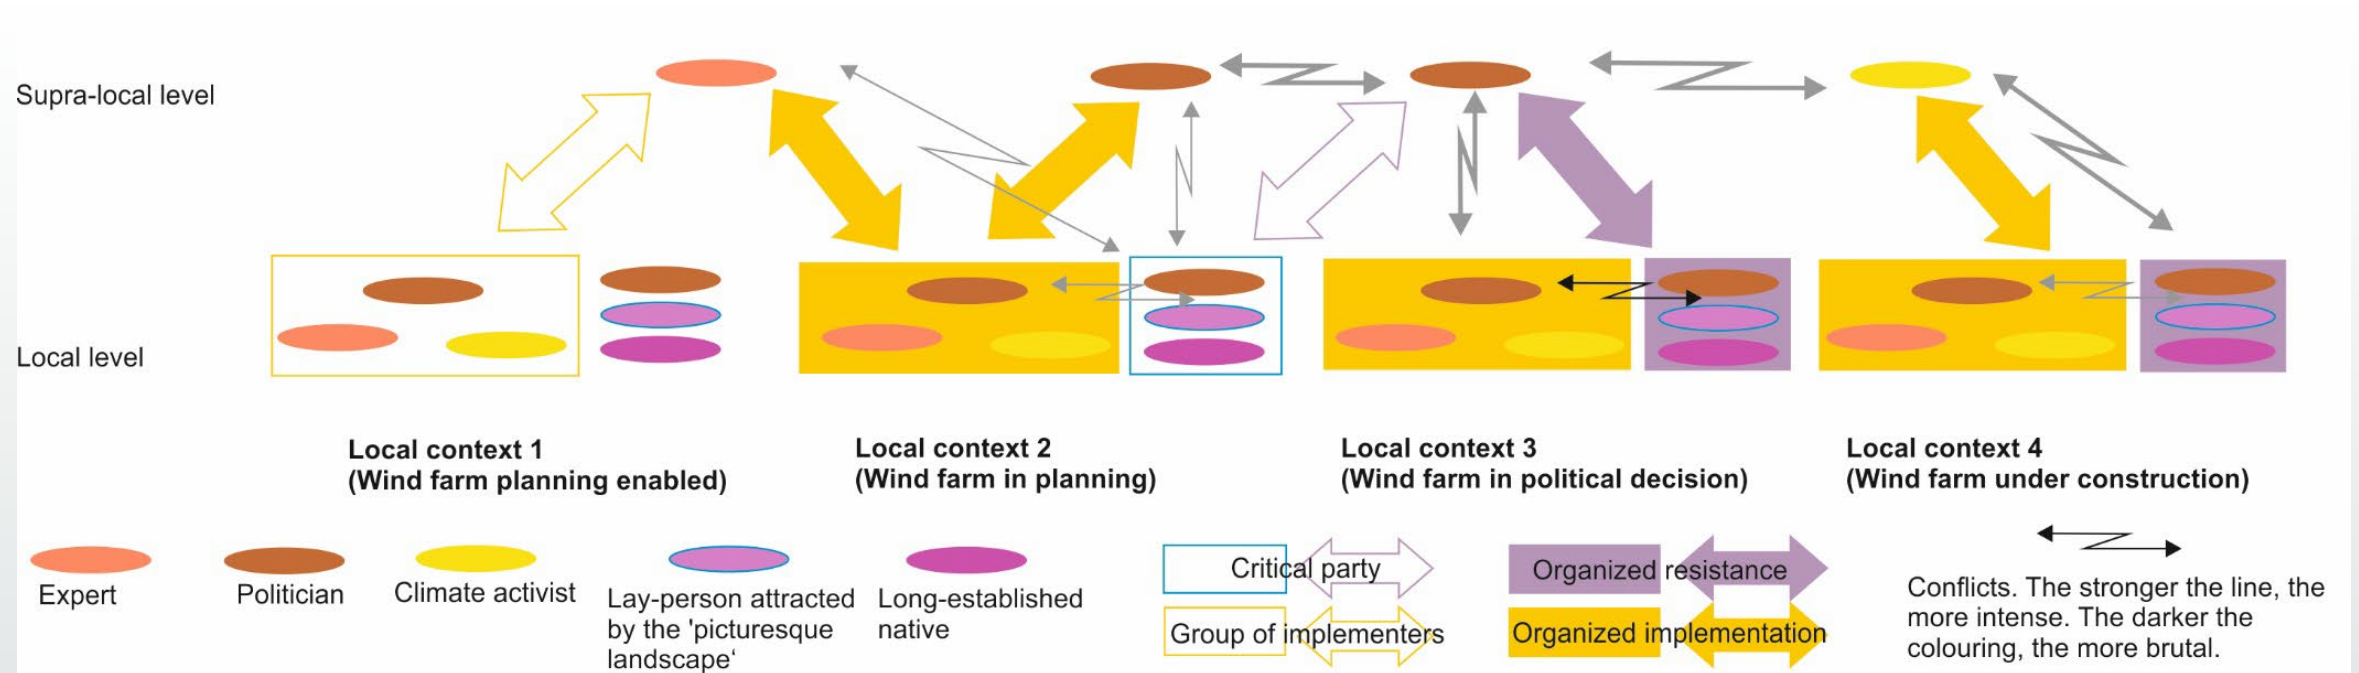 Supra-local level
Local level
Local context 1
(Wind farm planning enabled)
Local context 2
(Wind farm in planning)
Local context 3
(Wind farm in political decision)
Local context 4
(Wind farm under construction)
Expert
Politician
Climate activist
Lay-person attracted
by the 'picturesque
landscape‘
Long-established
native
Critical party
Group of implementers
Organized resistance
Organized implementation
Conflicts. The stronger the line, the
more intense. The darker the
colouring, the more brutal.